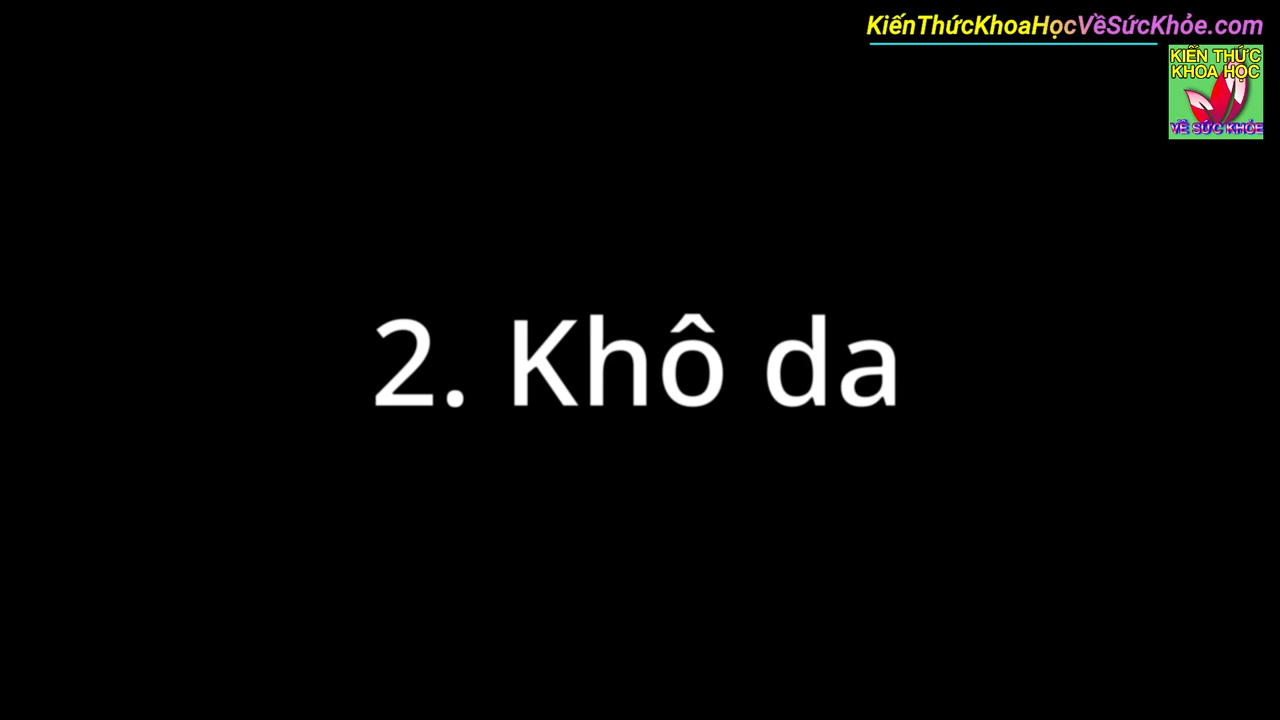 KiếnThứcKhoaHọcVềSứcKhỏe.com
KIẾN THỨC
KHOA HỌC
VỀ SỨC KHỎE
2. Khô da